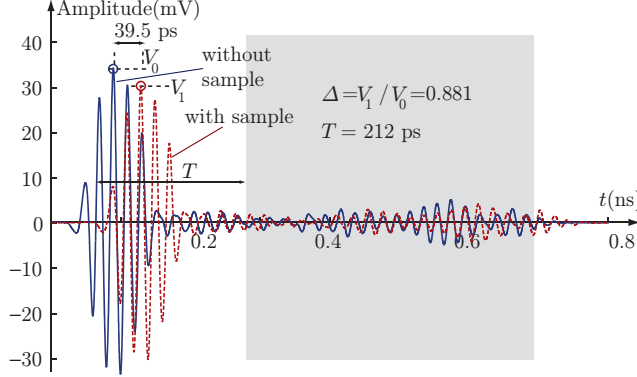 Amplitude(mV)
39.5 ps
40
V₀
without
sample
30
V₁
Δ=V₁/V₀=0.881
20
with sample
T = 212 ps
10
T
t(ns)
0
0.2
0.4
0.6
0.8
−10
−20
−30